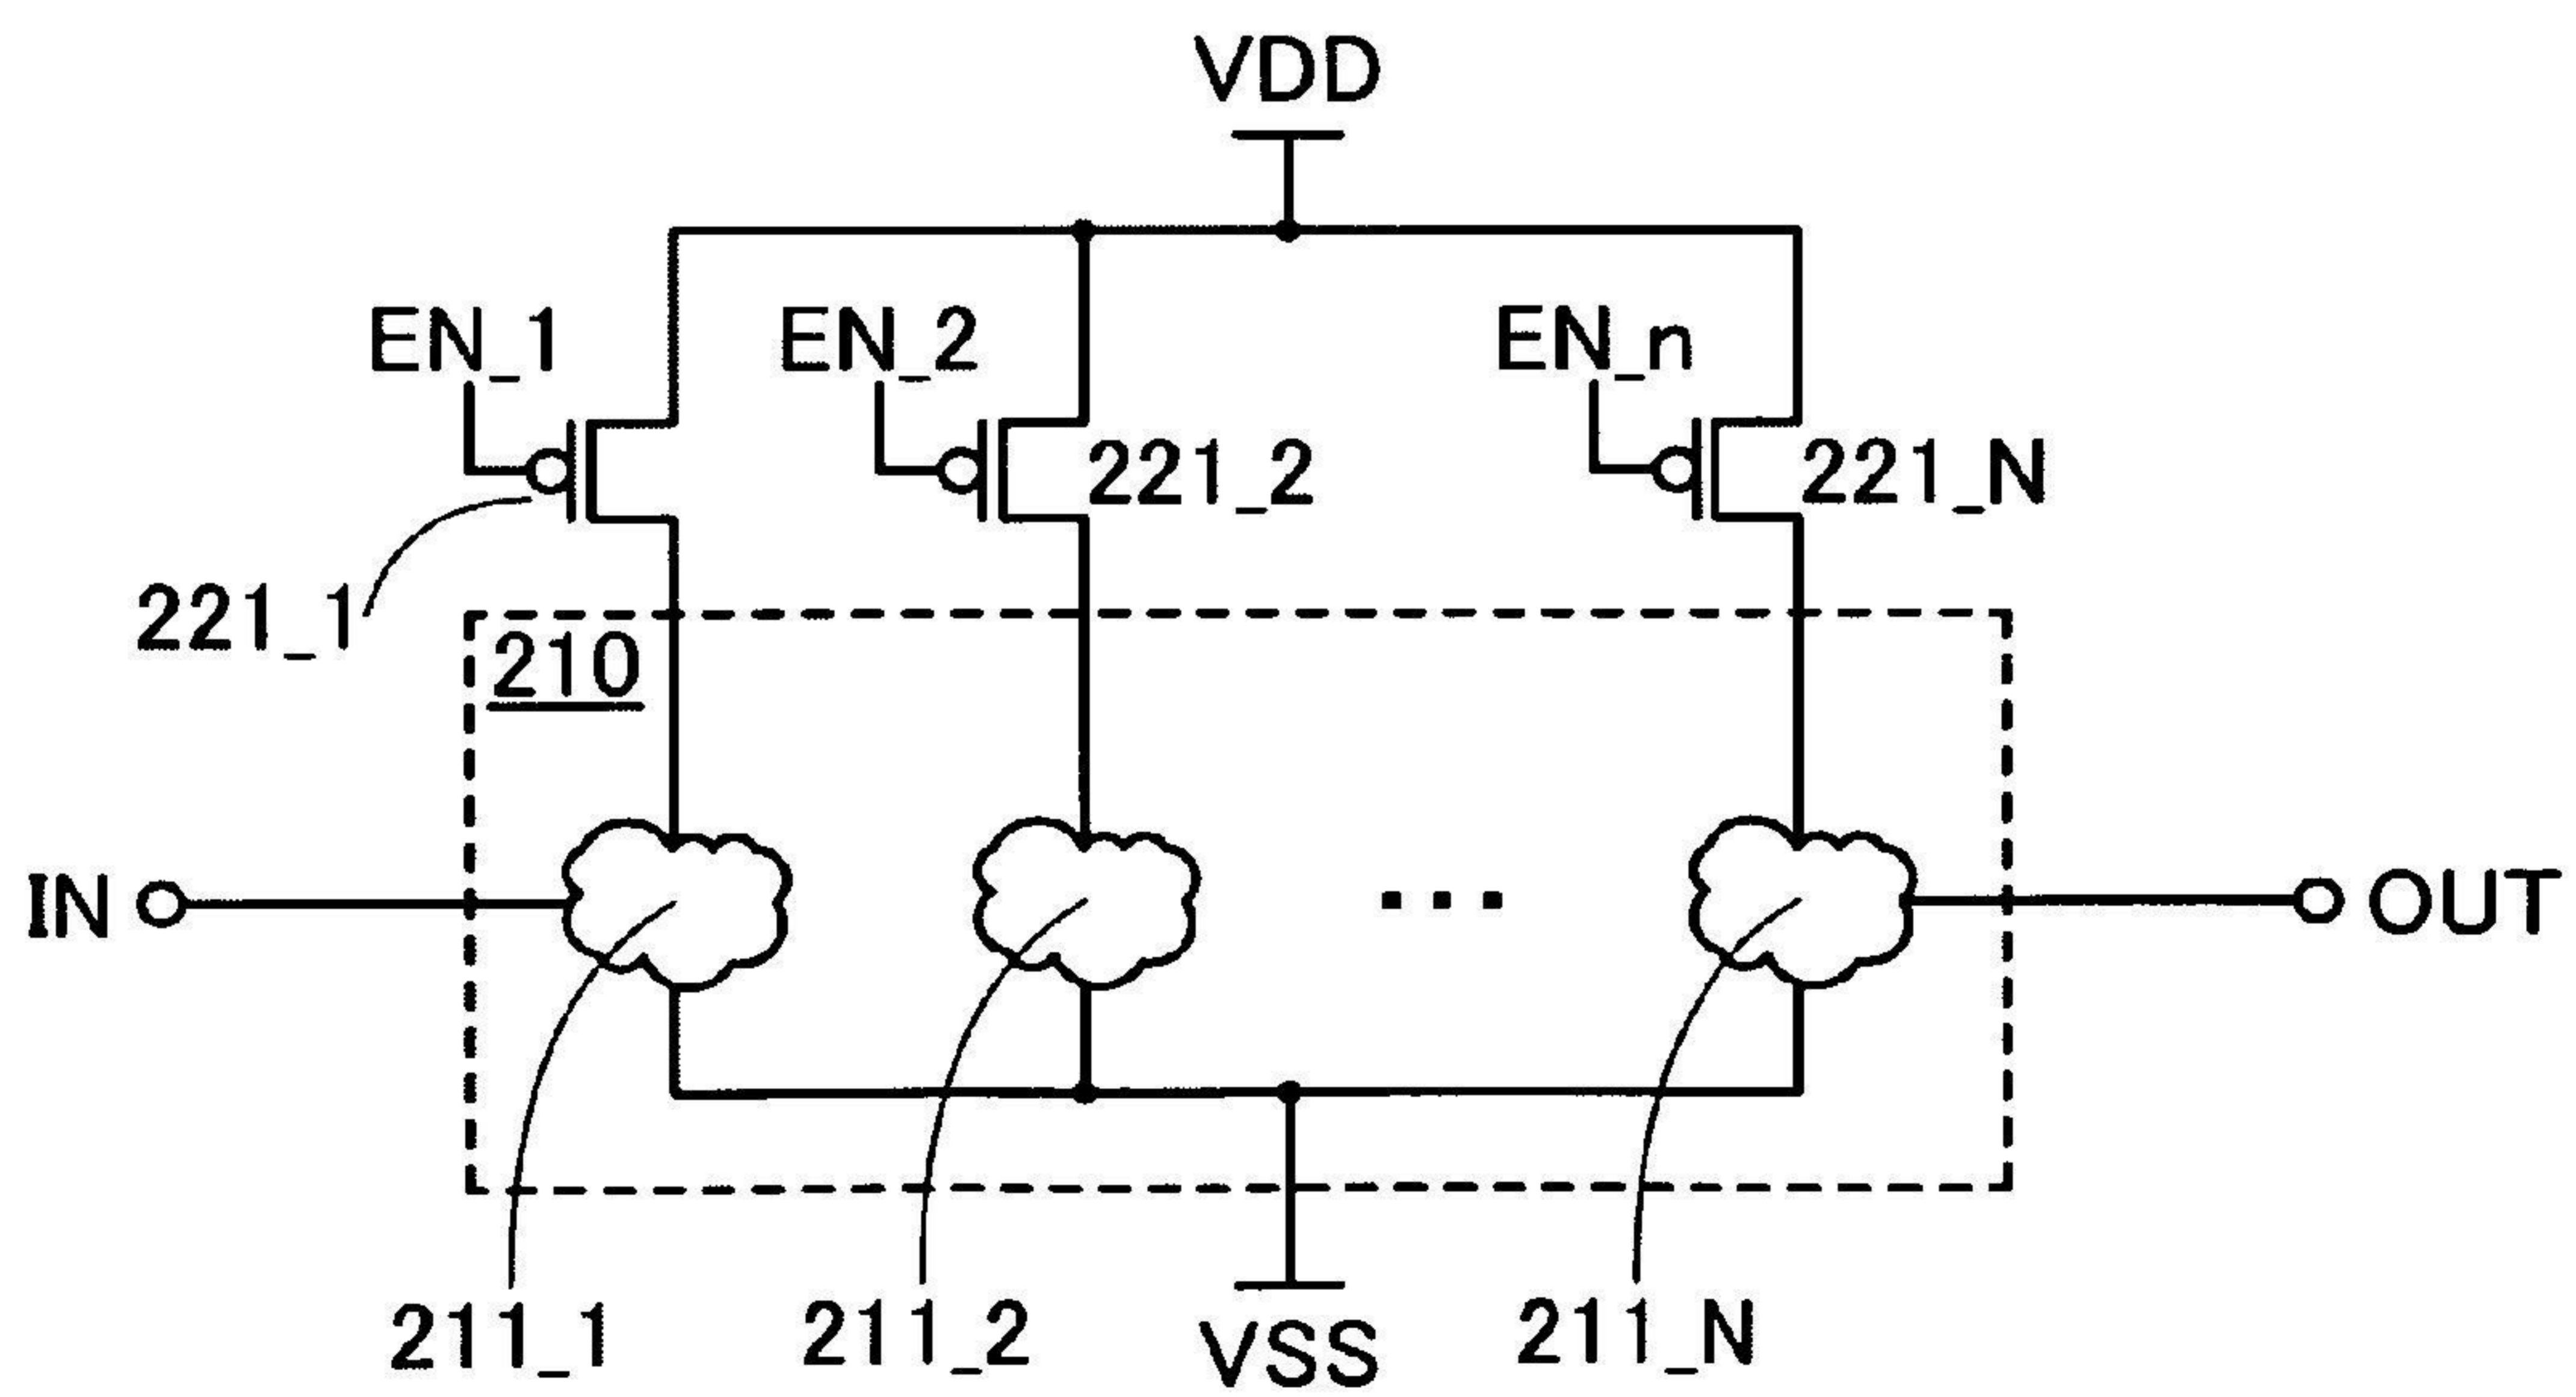 VDD
EN_1
EN_2
EN_n
221_2
221_N
221_1
210
IN
...
OUT
211_1
211_2
211_N
VSS